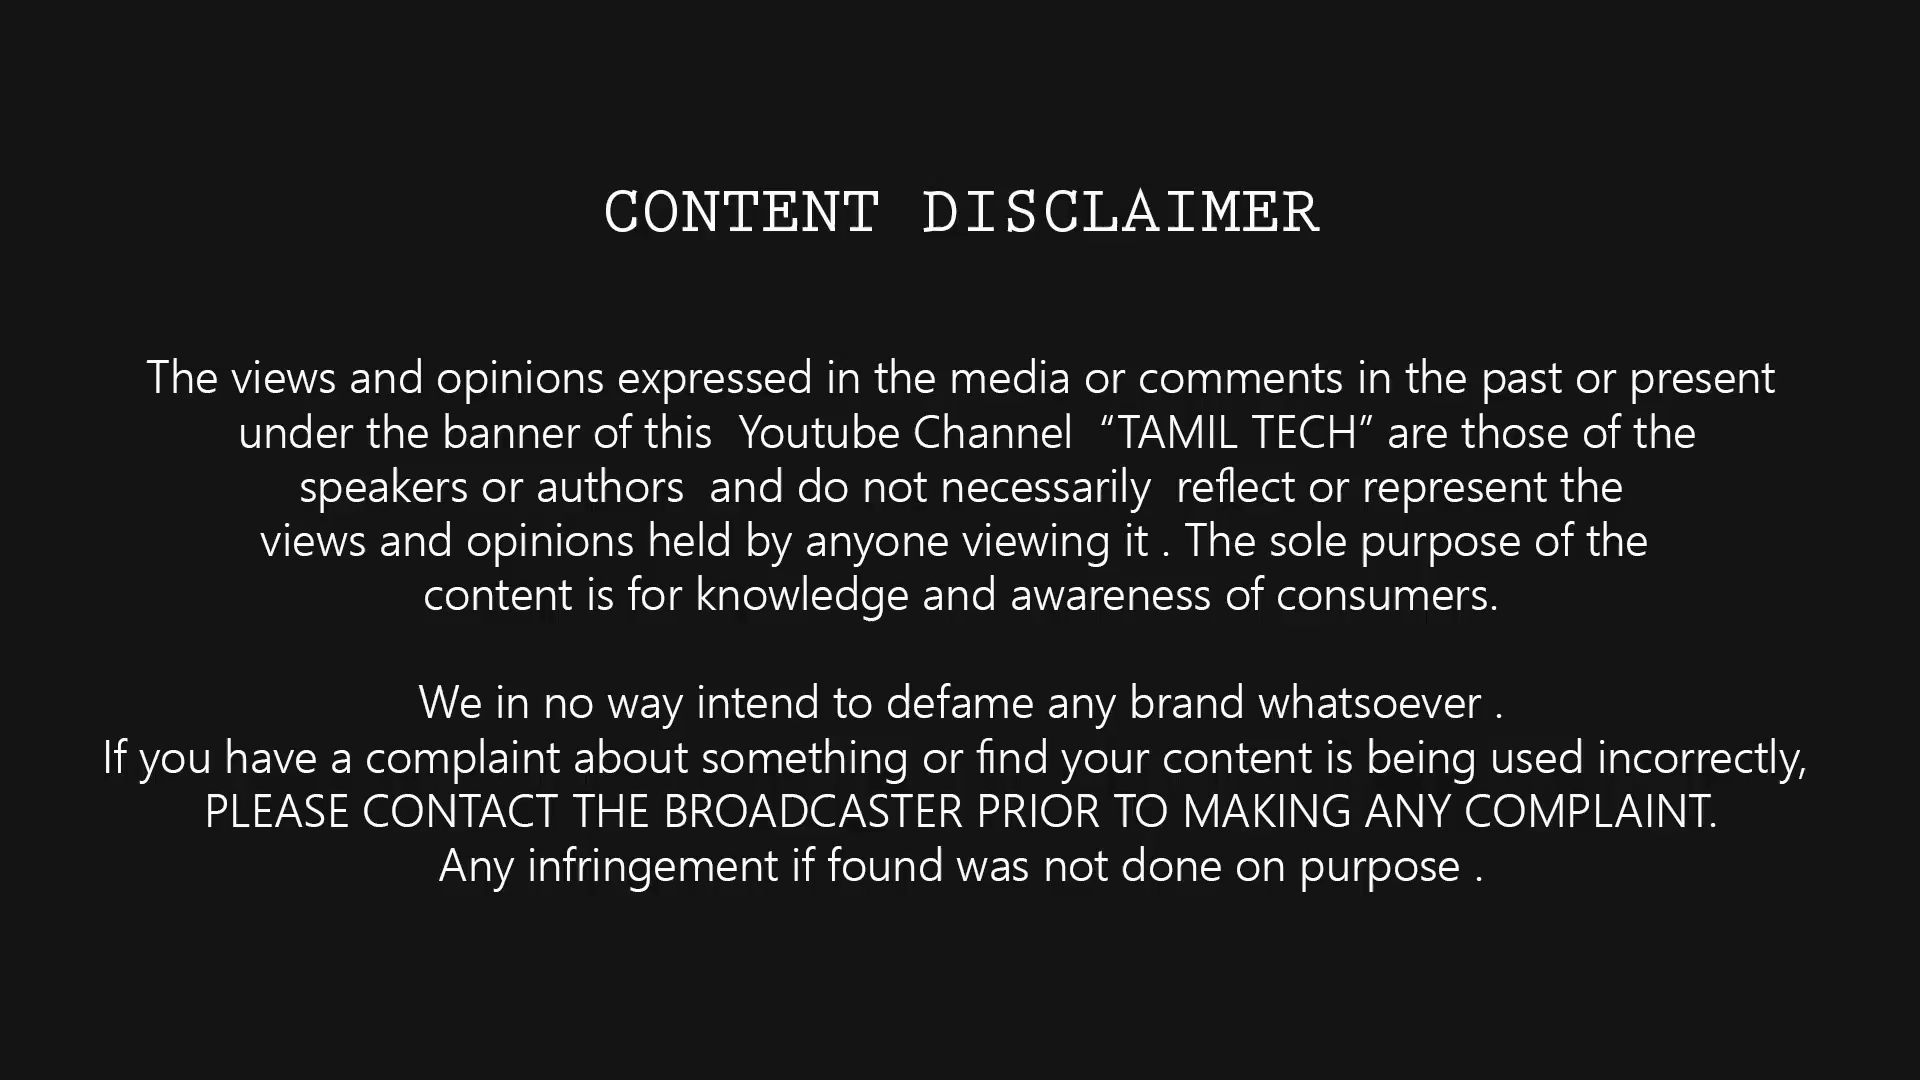 CONTENT DISCLAIMER
The views and opinions expressed in the media or comments in the past or present
under the banner of this  Youtube Channel  “TAMIL TECH” are those of the
speakers or authors  and do not necessarily  reflect or represent the
views and opinions held by anyone viewing it . The sole purpose of the
content is for knowledge and awareness of consumers.
We in no way intend to defame any brand whatsoever .
If you have a complaint about something or find your content is being used incorrectly,
PLEASE CONTACT THE BROADCASTER PRIOR TO MAKING ANY COMPLAINT.
Any infringement if found was not done on purpose .